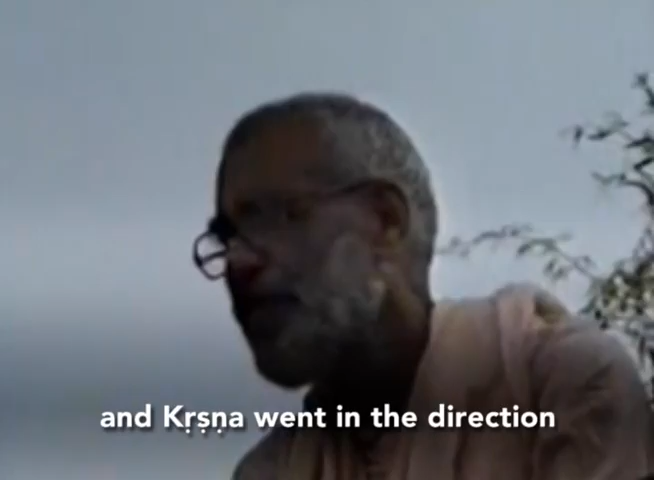 and Kṛṣṇa went in the direction